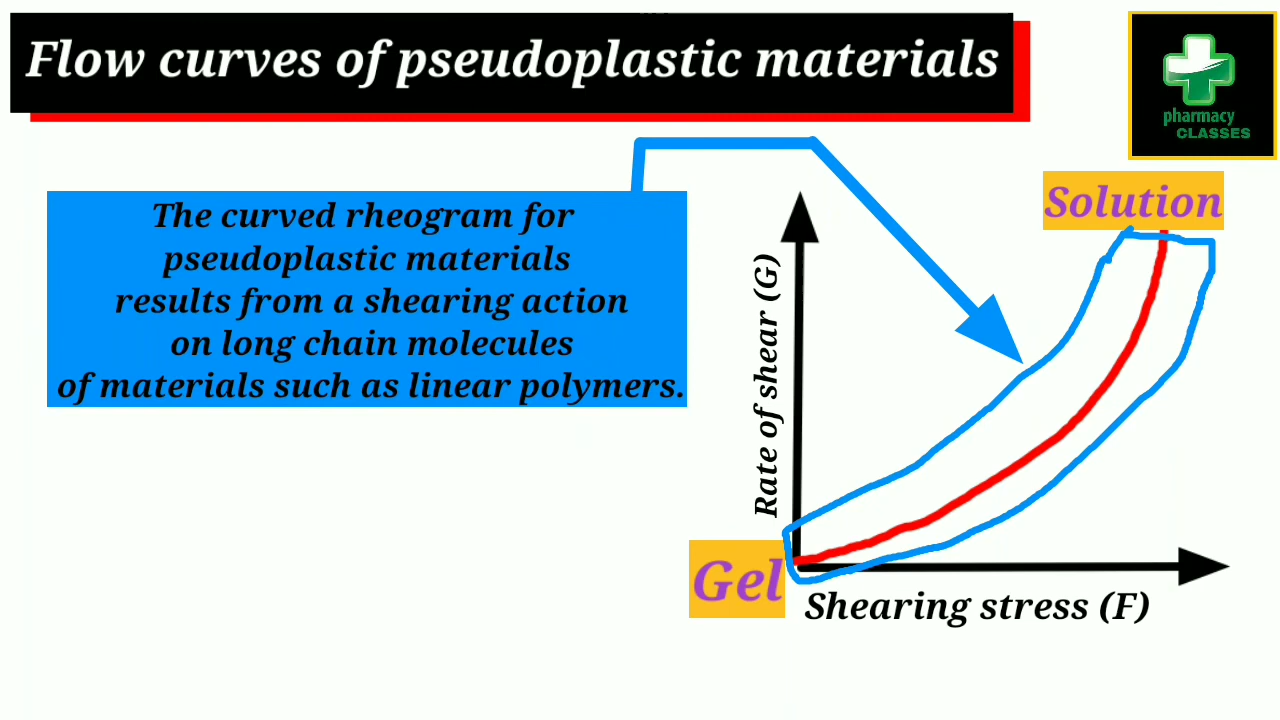 Flow curves of pseudoplastic materials
pharmacy
CLASSES
The curved rheogram for
pseudoplastic materials
results from a shearing action
on long chain molecules
of materials such as linear polymers.
Solution
Rate of shear (G)
Gel
Shearing stress (F)